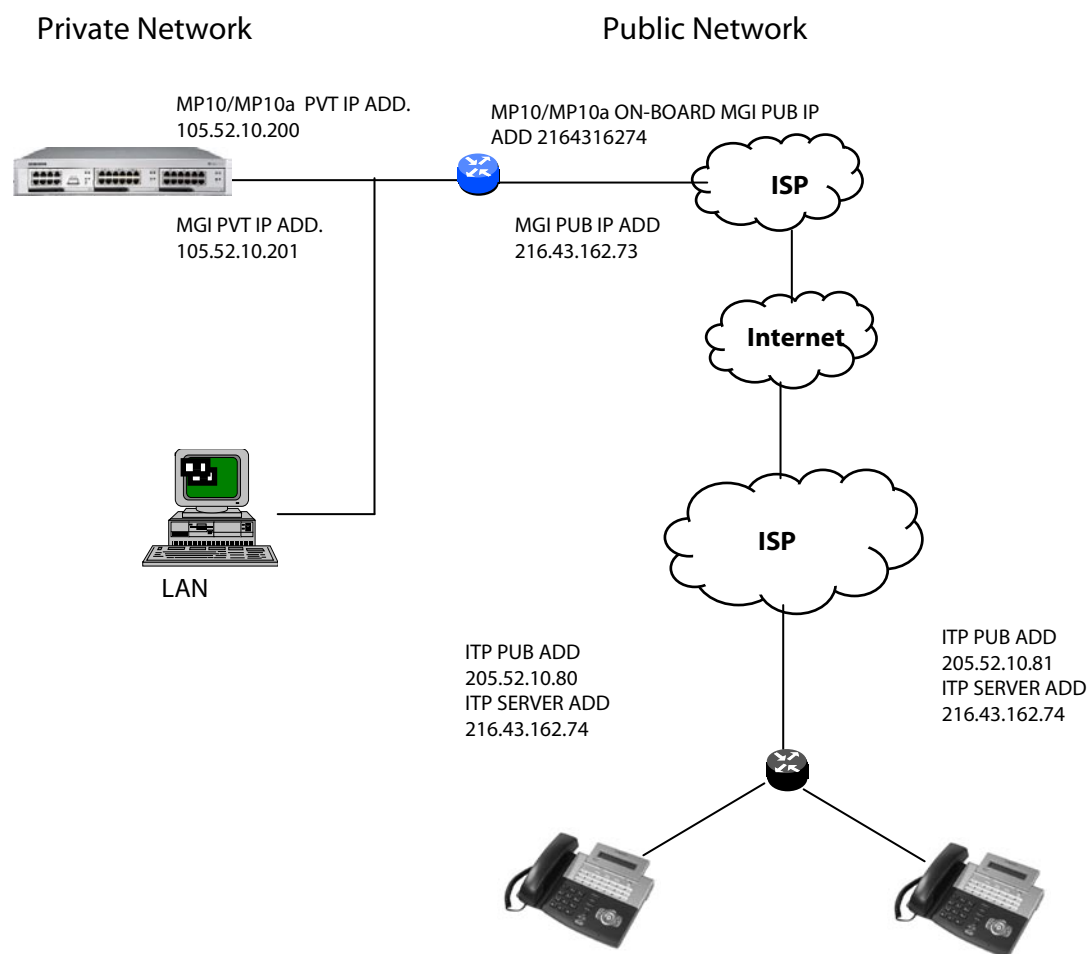 Private Network
Public Network
MP10/MP10a PVT IP ADD.
105.52.10.200
MP10/MP10a ON-BOARD MGI PUB IP
ADD 2164316274
ISP
MGI PVT IP ADD.
105.52.10.201
MGI PUB IP ADD
216.43.162.73
Internet
ISP
LAN
ITP PUB ADD
205.52.10.80
ITP SERVER ADD
216.43.162.74
ITP PUB ADD
205.52.10.81
ITP SERVER ADD
216.43.162.74